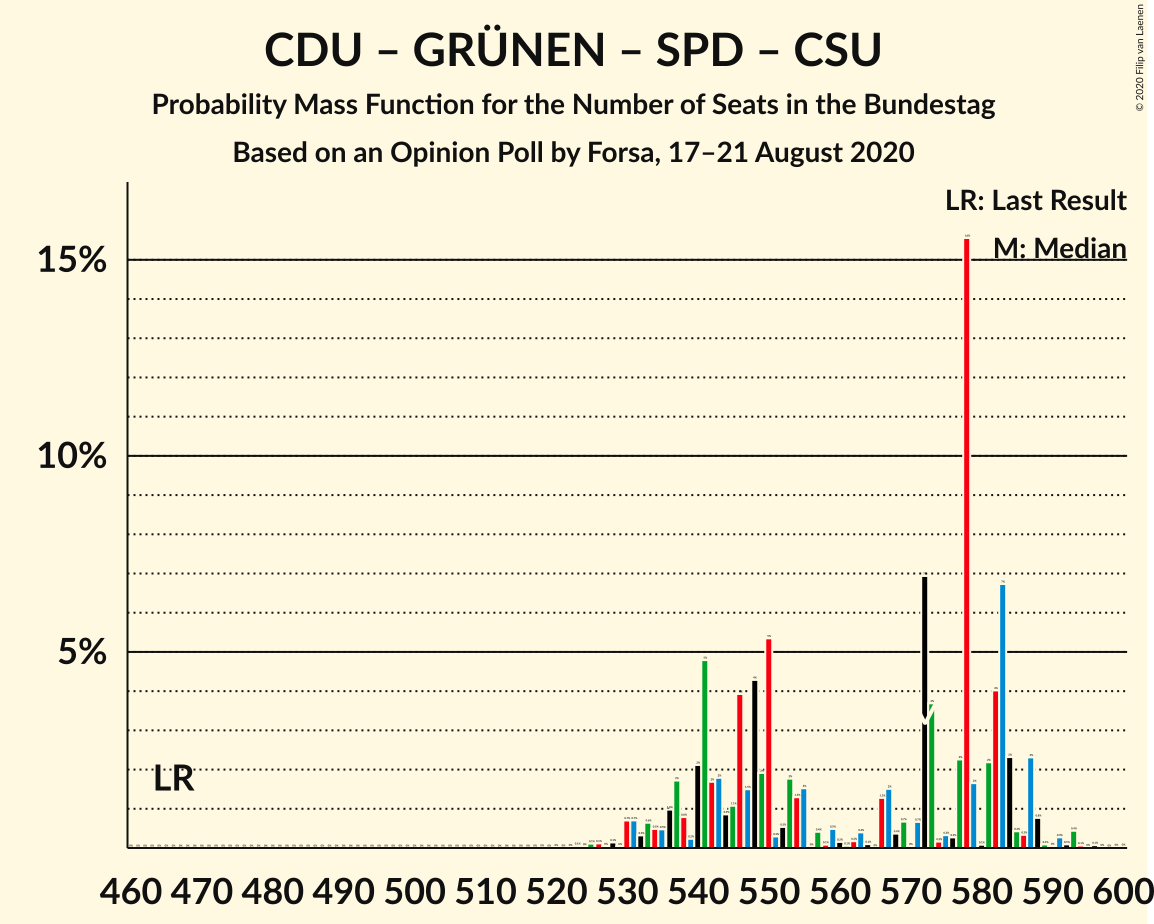 CDU – GRÜNEN – SPD – CSU
Probability Mass Function for the Number of Seats in the Bundestag
Based on an Opinion Poll by Forsa, 17–21 August 2020
© 2020 Filip van Laenen
LR: Last Result
M: Median
15%
10%
5%
LR
460 470 480 490 500 510 520 530 540 550 560 570 580 590 600